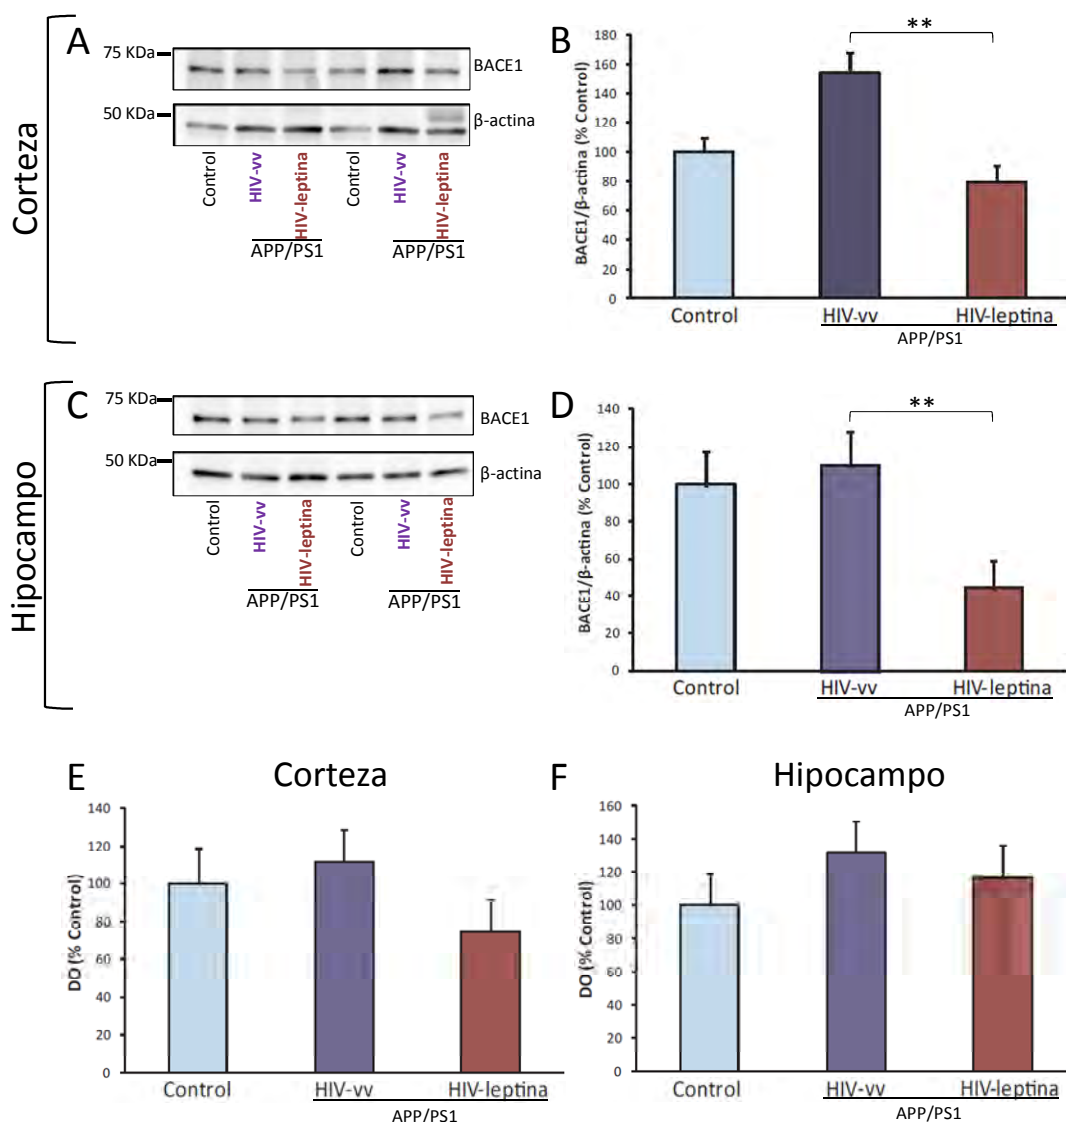 Corteza
A
75 KDa
BACE1
50 KDa
β-actina
Control
HIV-vv
HIV-leptina
Control
HIV-vv
HIV-leptina
APP/PS1
APP/PS1
B
**
BACE1/β-actina (% Control)
180
160
140
120
100
80
60
40
20
0
Control
HIV-vv
HIV-leptina
APP/PS1
Hipocampo
C
75 KDa
BACE1
50 KDa
β-actina
Control
HIV-vv
HIV-leptina
Control
HIV-vv
HIV-leptina
APP/PS1
APP/PS1
D
**
BACE1/β-actina (% Control)
140
120
100
80
60
40
20
0
Control
HIV-vv
HIV-leptina
APP/PS1
E
Corteza
DO (% Control)
140
120
100
80
60
40
20
0
Control
HIV-vv
HIV-leptina
APP/PS1
F
Hipocampo
DO (% Control)
160
140
120
100
80
60
40
20
0
Control
HIV-vv
HIV-leptina
APP/PS1